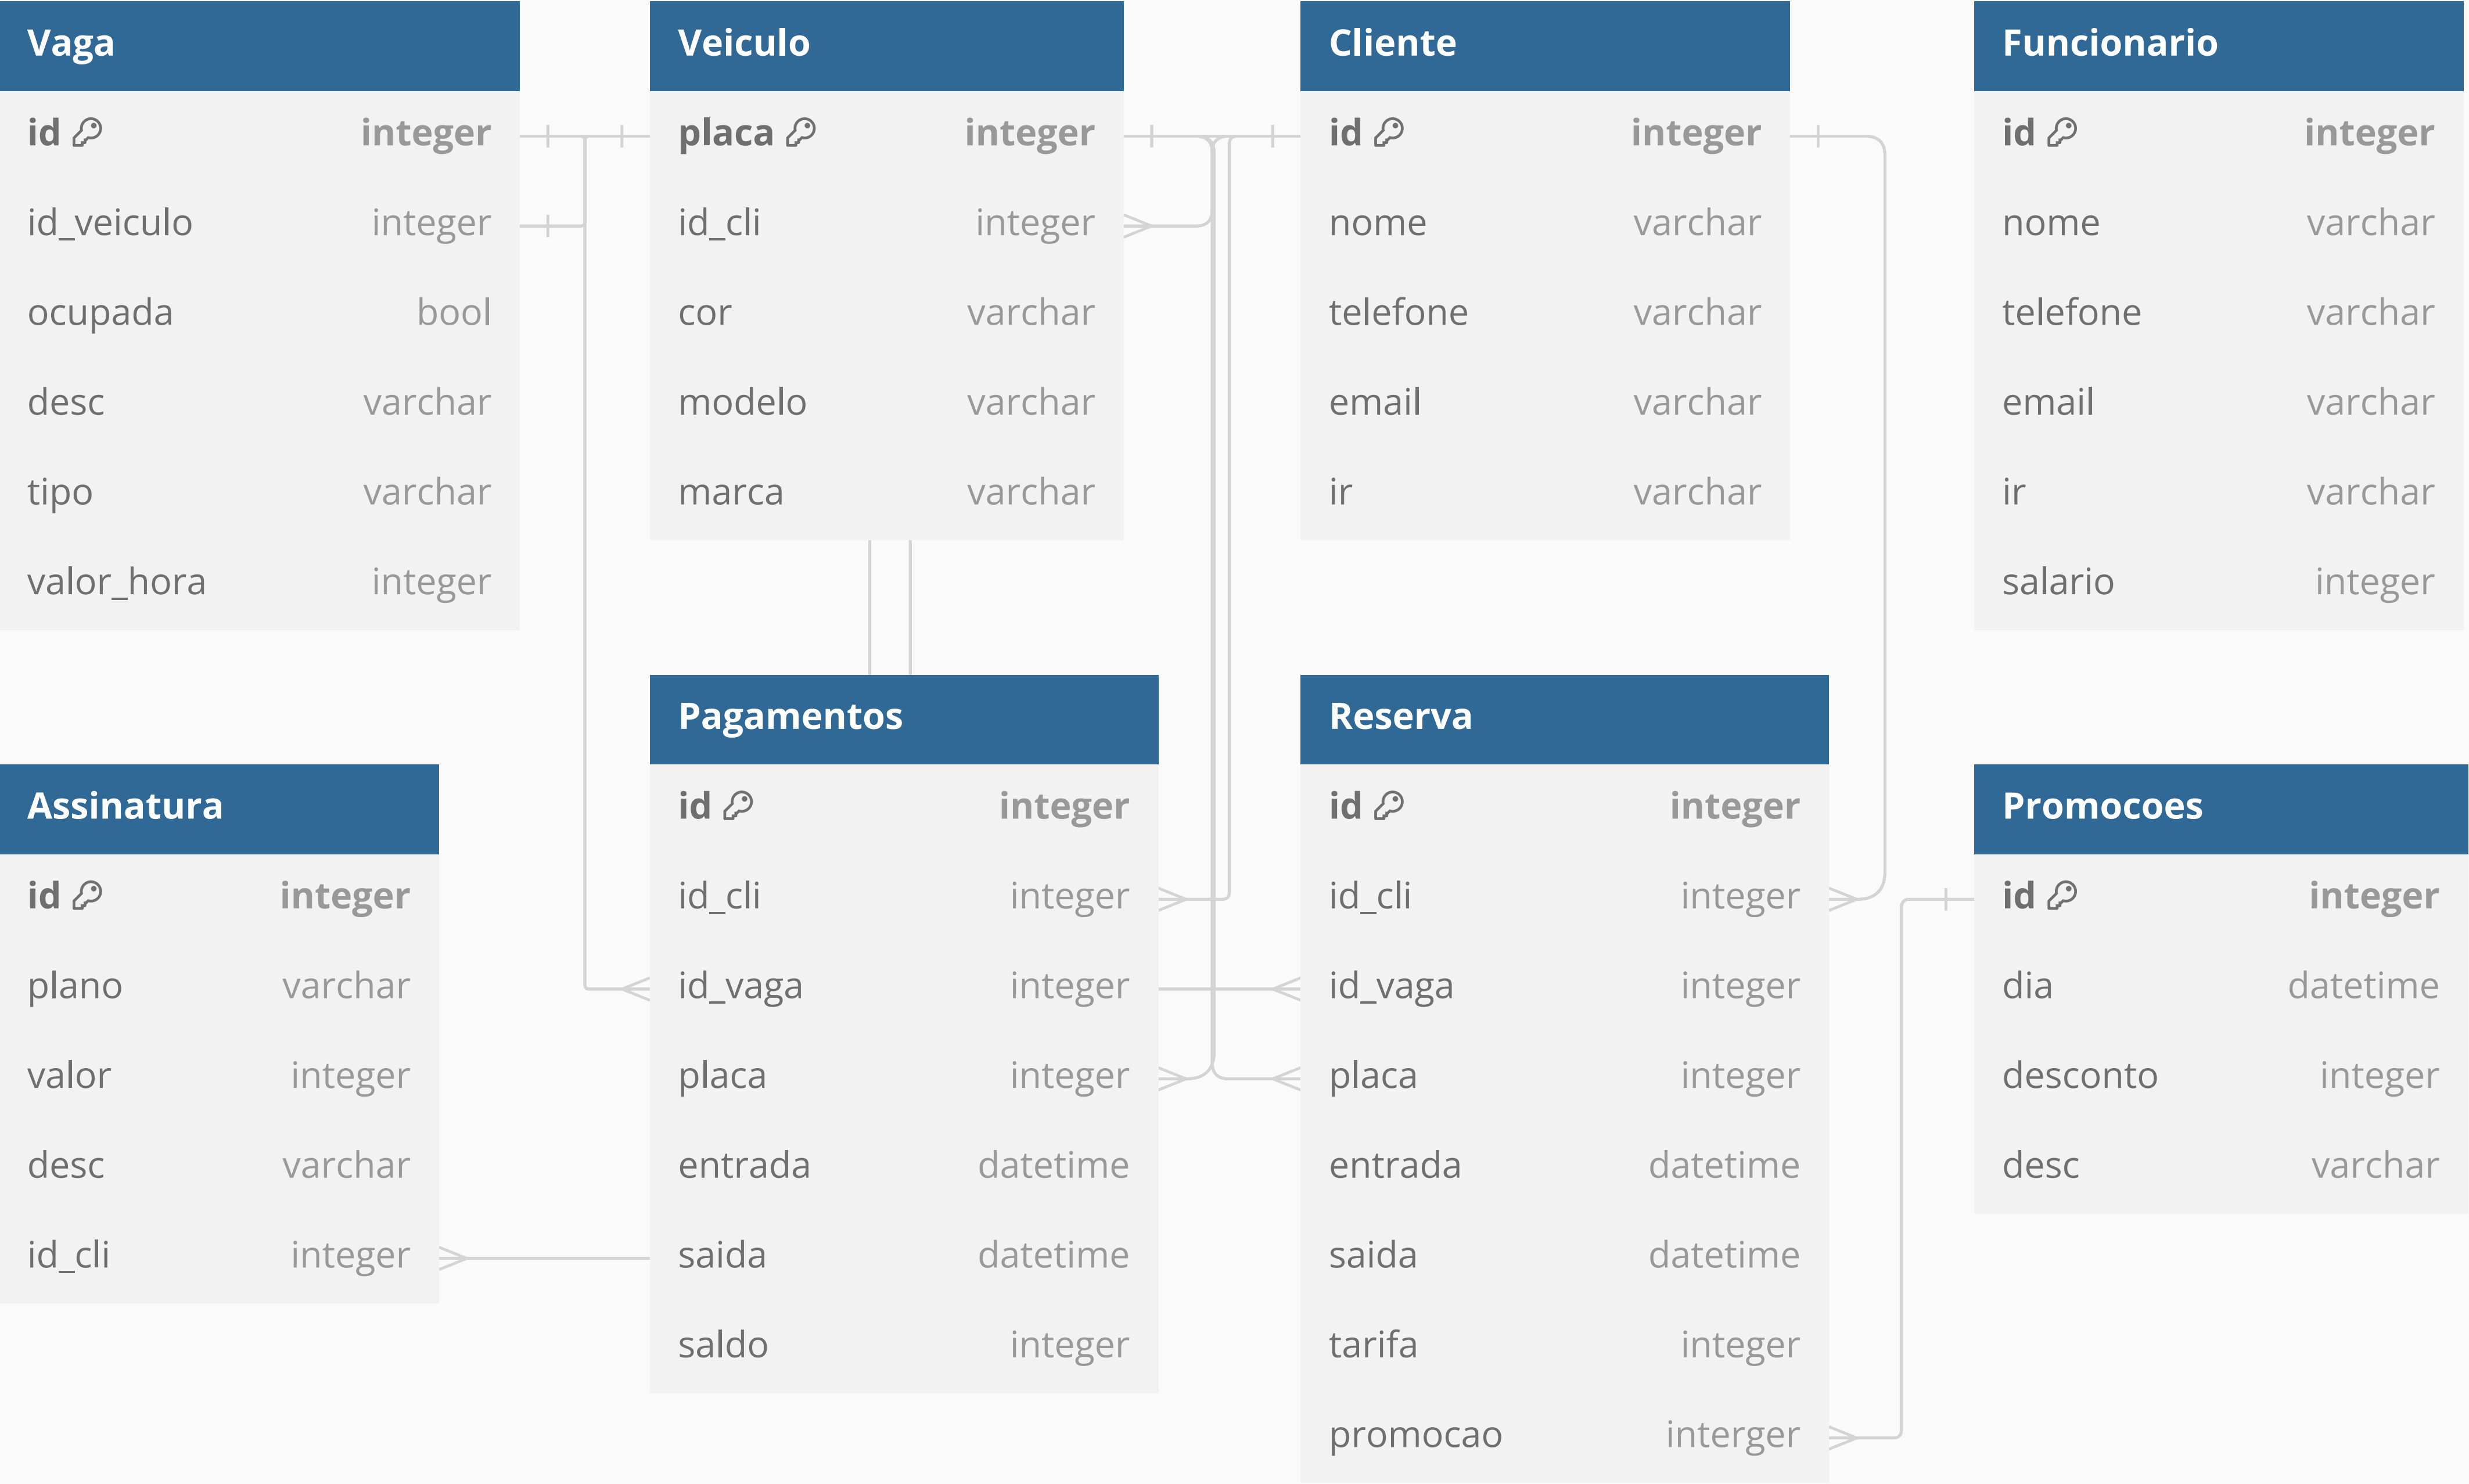 Vaga
id integer
id_veiculo integer
ocupada bool
desc varchar
tipo varchar
valor_hora integer
Veiculo
placa integer
id_cli integer
cor varchar
modelo varchar
marca varchar
Cliente
id integer
nome varchar
telefone varchar
email varchar
ir varchar
Funcionario
id integer
nome varchar
telefone varchar
email varchar
ir varchar
salario integer
Assinatura
id integer
plano varchar
valor integer
desc varchar
id_cli integer
Pagamentos
id integer
id_cli integer
id_vaga integer
placa integer
entrada datetime
saida datetime
saldo integer
Reserva
id integer
id_cli integer
id_vaga integer
placa integer
entrada datetime
saida datetime
tarifa integer
promocao interger
Promocoes
id integer
dia datetime
desconto integer
desc varchar